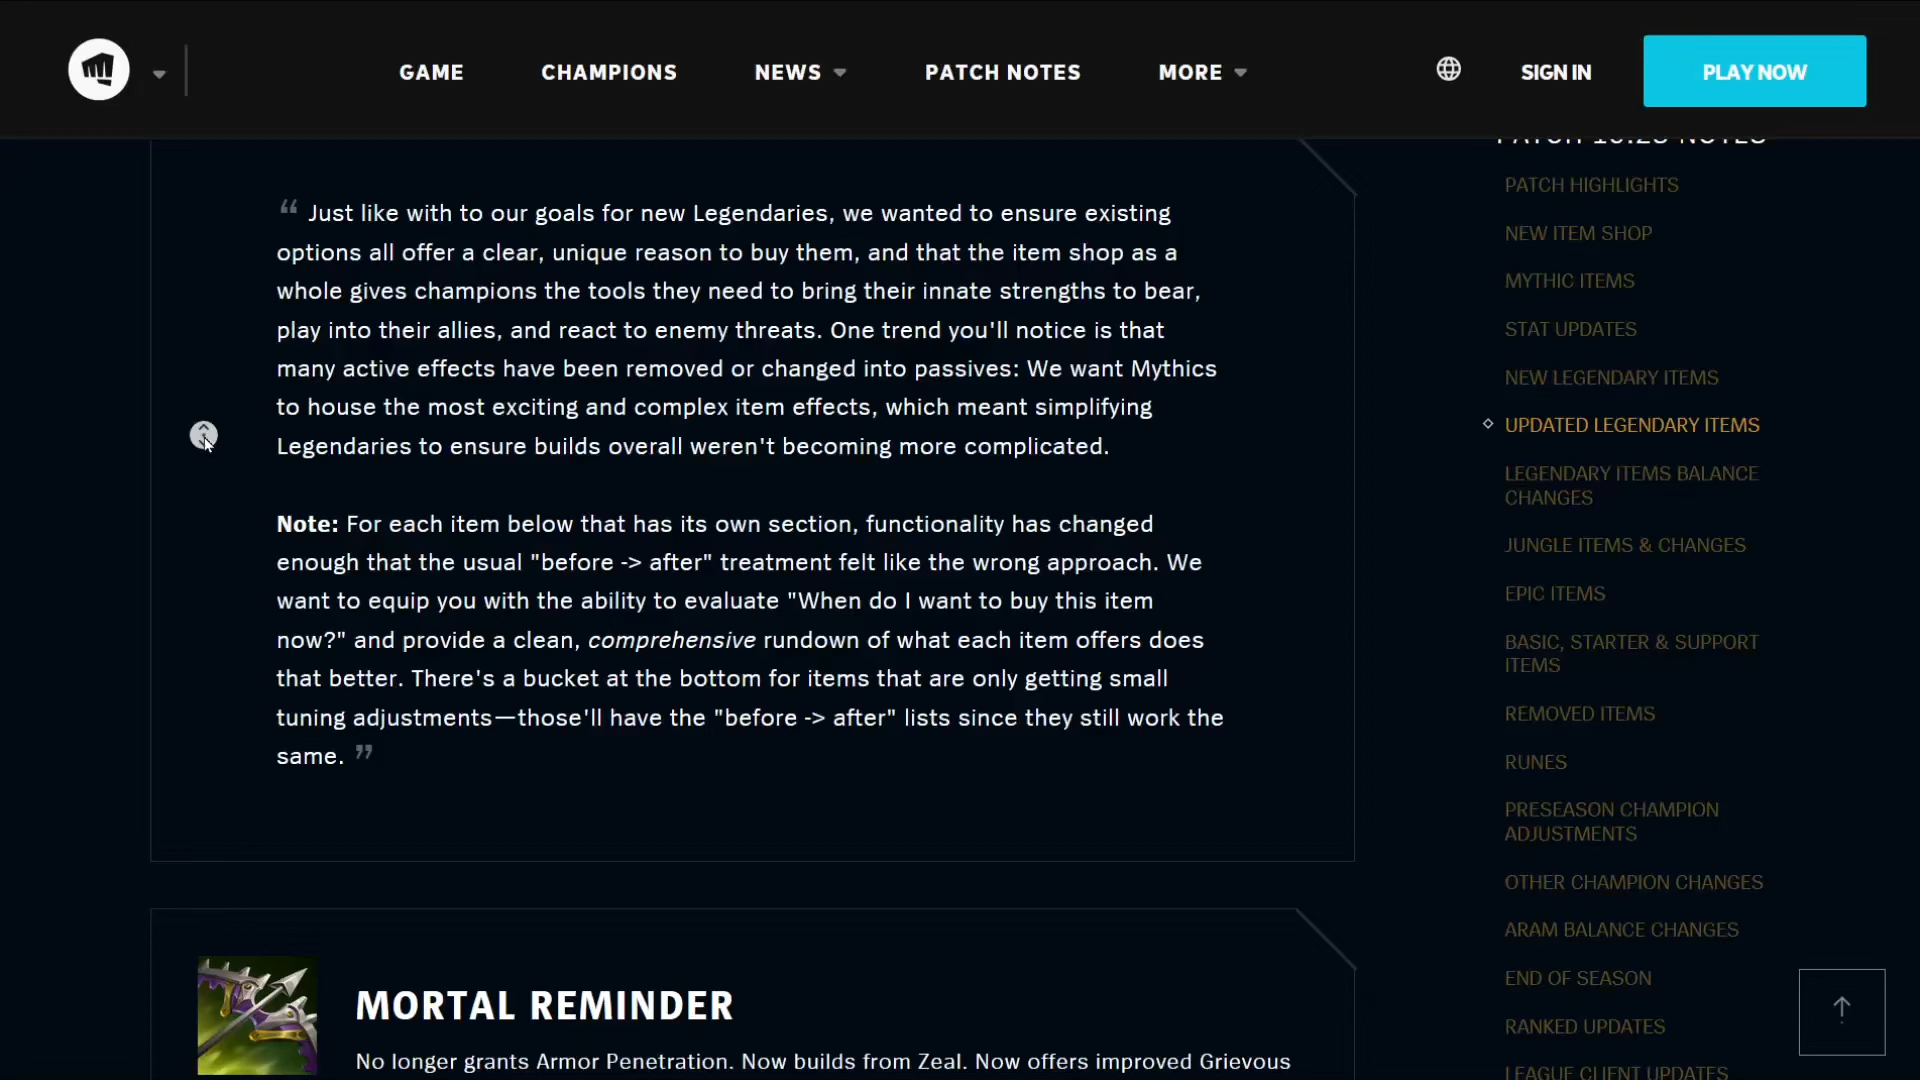 GAME
CHAMPIONS
NEWS
PATCH NOTES
MORE
SIGN IN
PLAY NOW
“ Just like with to our goals for new Legendaries, we wanted to ensure existing
options all offer a clear, unique reason to buy them, and that the item shop as a
whole gives champions the tools they need to bring their innate strengths to bear,
play into their allies, and react to enemy threats. One trend you'll notice is that
many active effects have been removed or changed into passives: We want Mythics
to house the most exciting and complex item effects, which meant simplifying
Legendaries to ensure builds overall weren't becoming more complicated.
Note: For each item below that has its own section, functionality has changed
enough that the usual "before -> after" treatment felt like the wrong approach. We
want to equip you with the ability to evaluate "When do I want to buy this item
now?" and provide a clean, comprehensive rundown of what each item offers does
that better. There's a bucket at the bottom for items that are only getting small
tuning adjustments—those'll have the "before -> after" lists since they still work the
same. ”
MORTAL REMINDER
No longer grants Armor Penetration. Now builds from Zeal. Now offers improved Grievous
PATCH 10.23 NOTES
PATCH HIGHLIGHTS
NEW ITEM SHOP
MYTHIC ITEMS
STAT UPDATES
NEW LEGENDARY ITEMS
UPDATED LEGENDARY ITEMS
LEGENDARY ITEMS BALANCE
CHANGES
JUNGLE ITEMS & CHANGES
EPIC ITEMS
BASIC, STARTER & SUPPORT
ITEMS
REMOVED ITEMS
RUNES
PRESEASON CHAMPION
ADJUSTMENTS
OTHER CHAMPION CHANGES
ARAM BALANCE CHANGES
END OF SEASON
RANKED UPDATES
LEAGUE CLIENT UPDATES